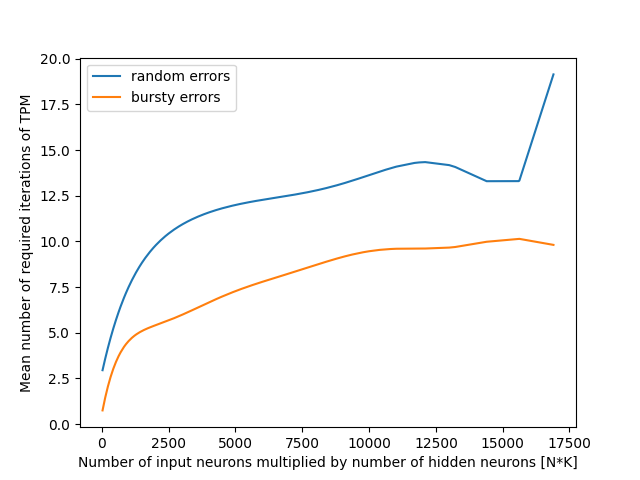 random errors
bursty errors
Mean number of required iterations of TPM
20.0
17.5
15.0
12.5
10.0
7.5
5.0
2.5
0.0
0 2500 5000 7500 10000 12500 15000 17500
Number of input neurons multiplied by number of hidden neurons [N*K]